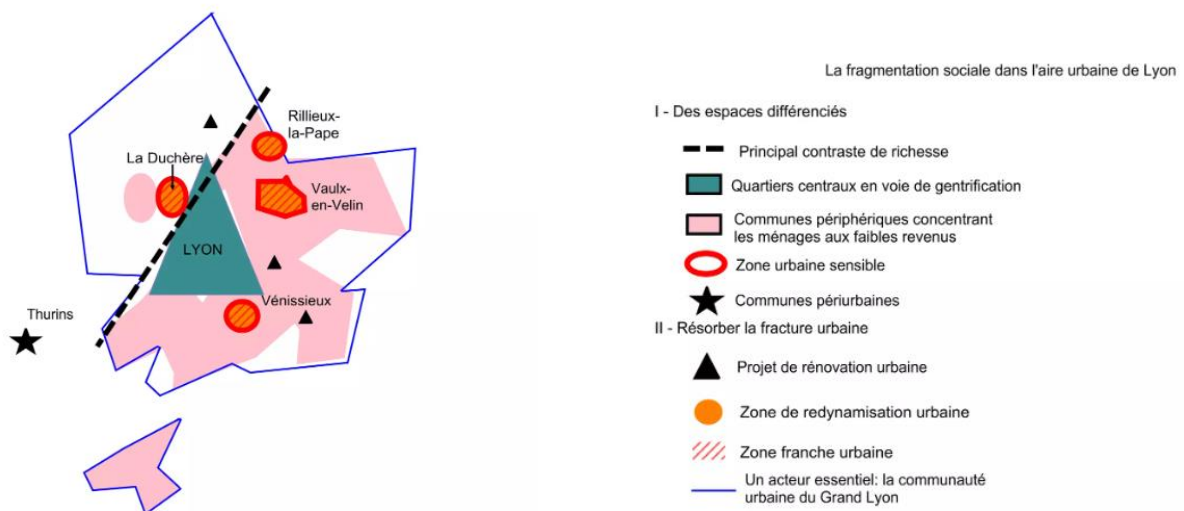 Rillieux-
la-Pape
La Duchère
Vaulx-
en-Velin
LYON
Vénissieux
Thurins
La fragmentation sociale dans l'aire urbaine de Lyon
I - Des espaces différenciés
Principal contraste de richesse
Quartiers centraux en voie de gentrification
Communes périphériques concentrant
les ménages aux faibles revenus
Zone urbaine sensible
Communes périurbaines
II - Résorber la fracture urbaine
Projet de rénovation urbaine
Zone de redynamisation urbaine
Zone franche urbaine
Un acteur essentiel: la communauté
urbaine du Grand Lyon